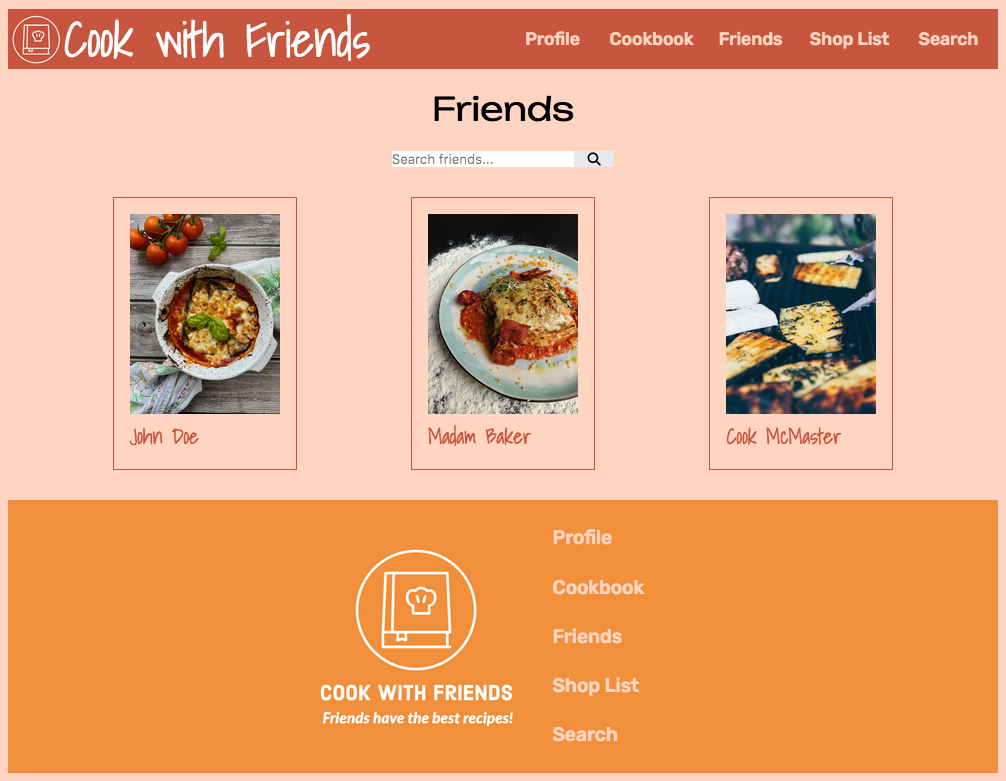 Cook with Friends
Profile Cookbook Friends Shop List Search
Friends
Search friends...
John Doe
Madam Baker
Cook McMaster
Profile
Cookbook
Friends
Shop List
Search
COOK WITH FRIENDS
Friends have the best recipes!